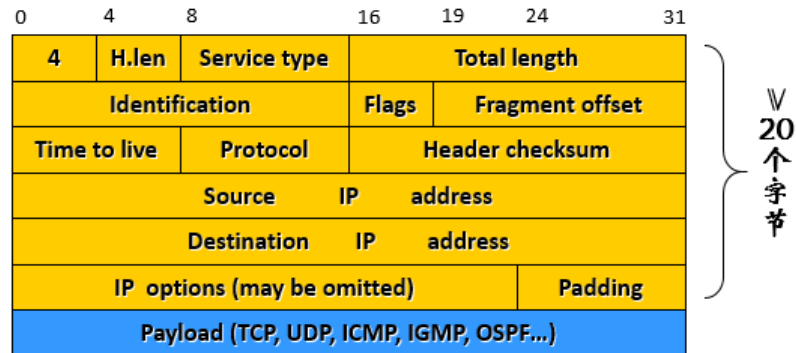 0 4 8 16 19 24 31
4 H.len Service type Total length
Identification Flags Fragment offset
Time to live Protocol Header checksum
Source IP address
Destination IP address
IP options (may be omitted) Padding
Payload (TCP, UDP, ICMP, IGMP, OSPF...)
≥20个字节